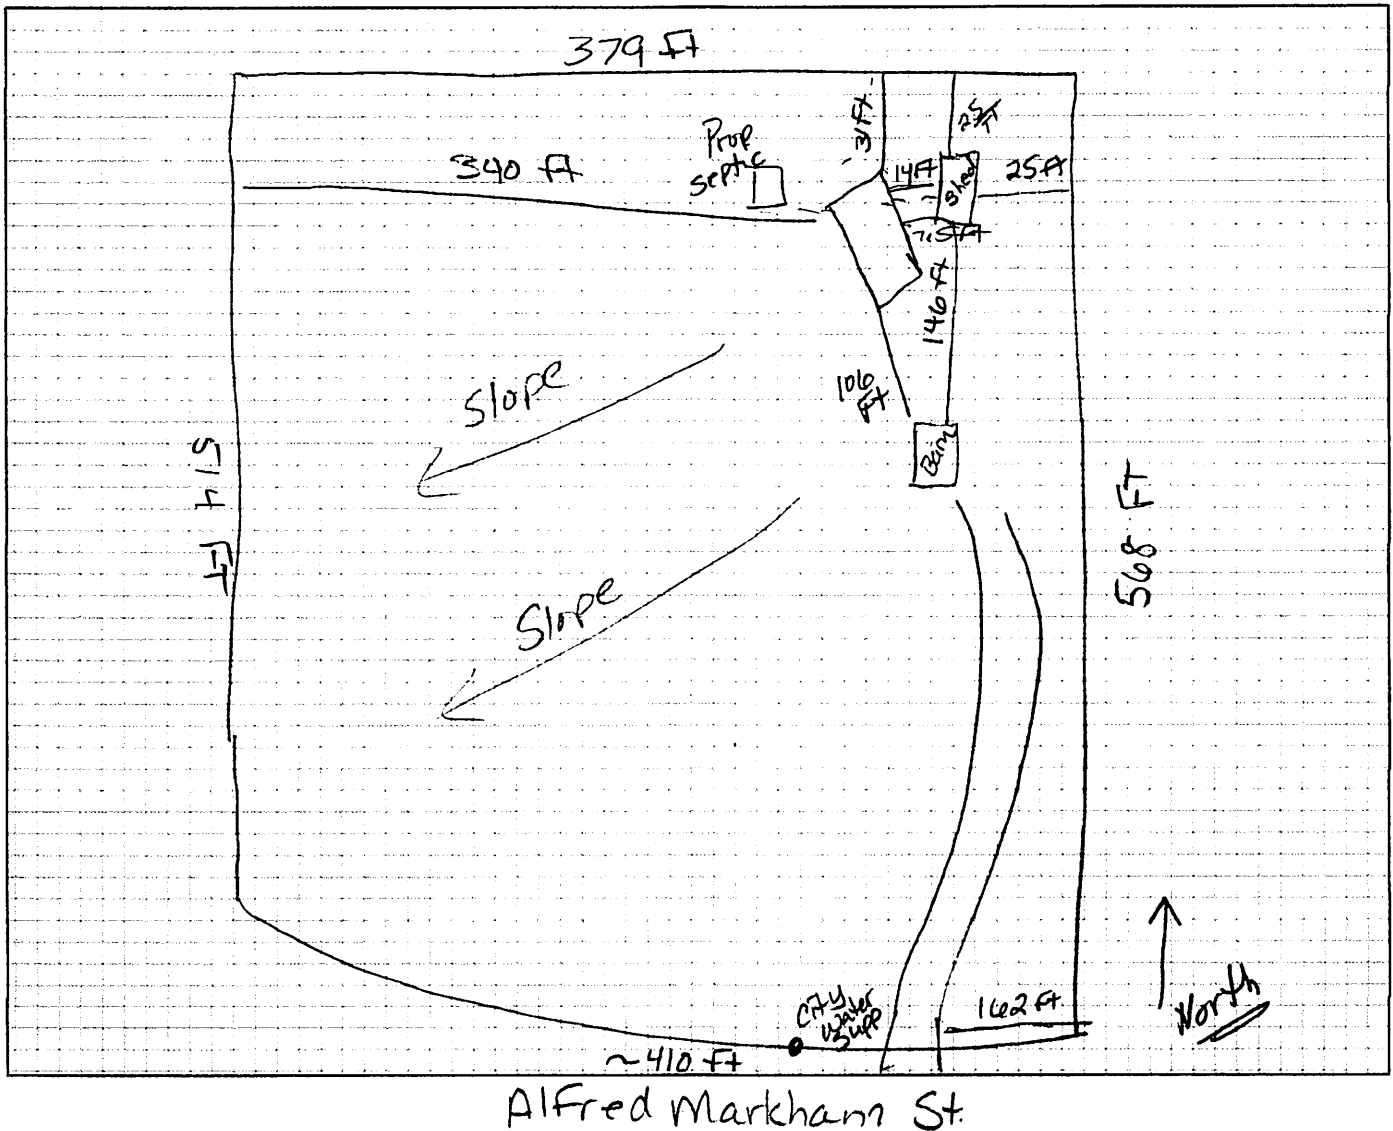 379 Ft
31 Ft
25 FT
Prop
Septic
340 Ft
14 Ft
Shed
25 Ft
7.5 Ft
146 Ft
Slope
106
Ft
Barn
514 Ft
568 FT
Slope
City
Water
Supp
162 Ft
North
~410 Ft
Alfred Markham St.